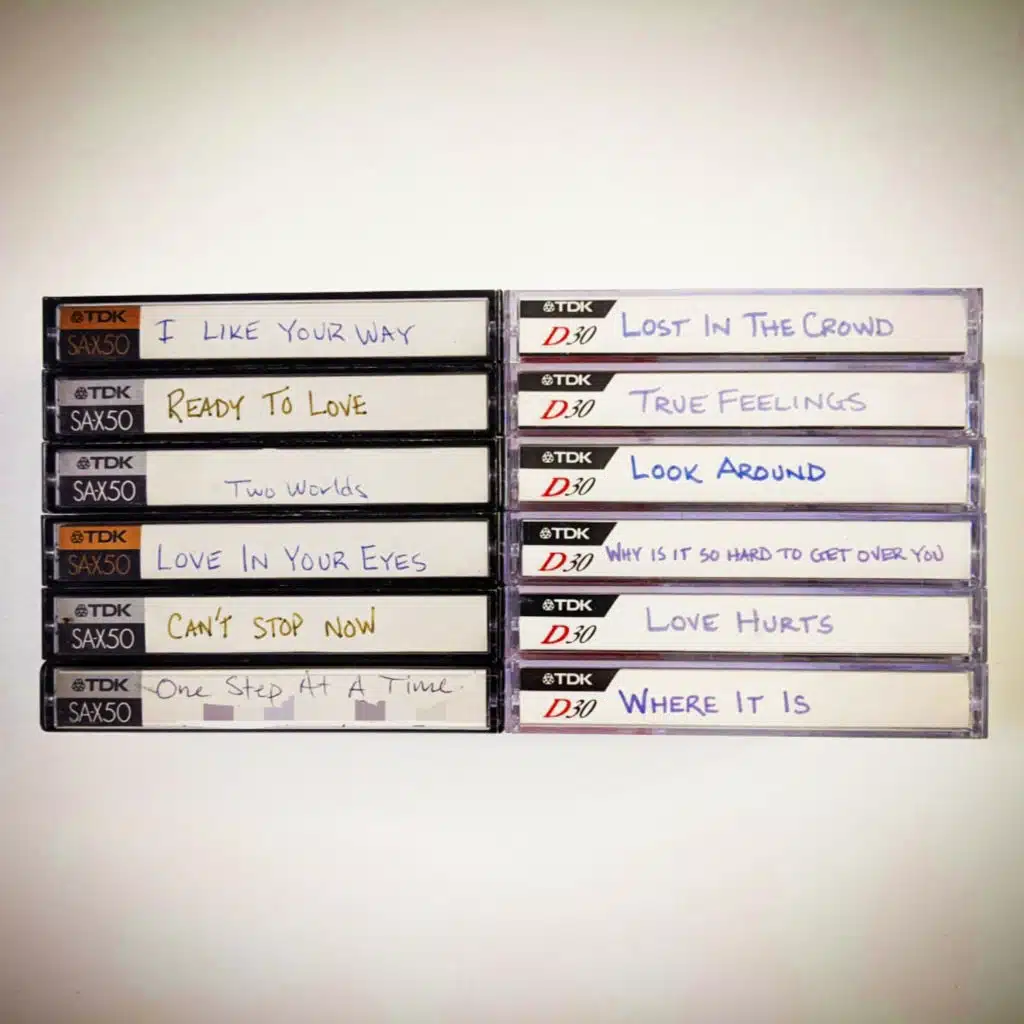 TDK
SA-X50
I LIKE YOUR WAY
TDK
SA-X50
READY TO LOVE
TDK
SA-X50
Two Worlds
TDK
SA-X50
LOVE IN YOUR EYES
TDK
SA-X50
CAN'T STOP NOW
TDK
SA-X50
One Step At A Time
TDK
D30
LOST IN THE CROWD
TDK
D30
TRUE FEELINGS
TDK
D30
LOOK AROUND
TDK
D30
WHY IS IT SO HARD TO GET OVER YOU
TDK
D30
LOVE HURTS
TDK
D30
WHERE IT IS